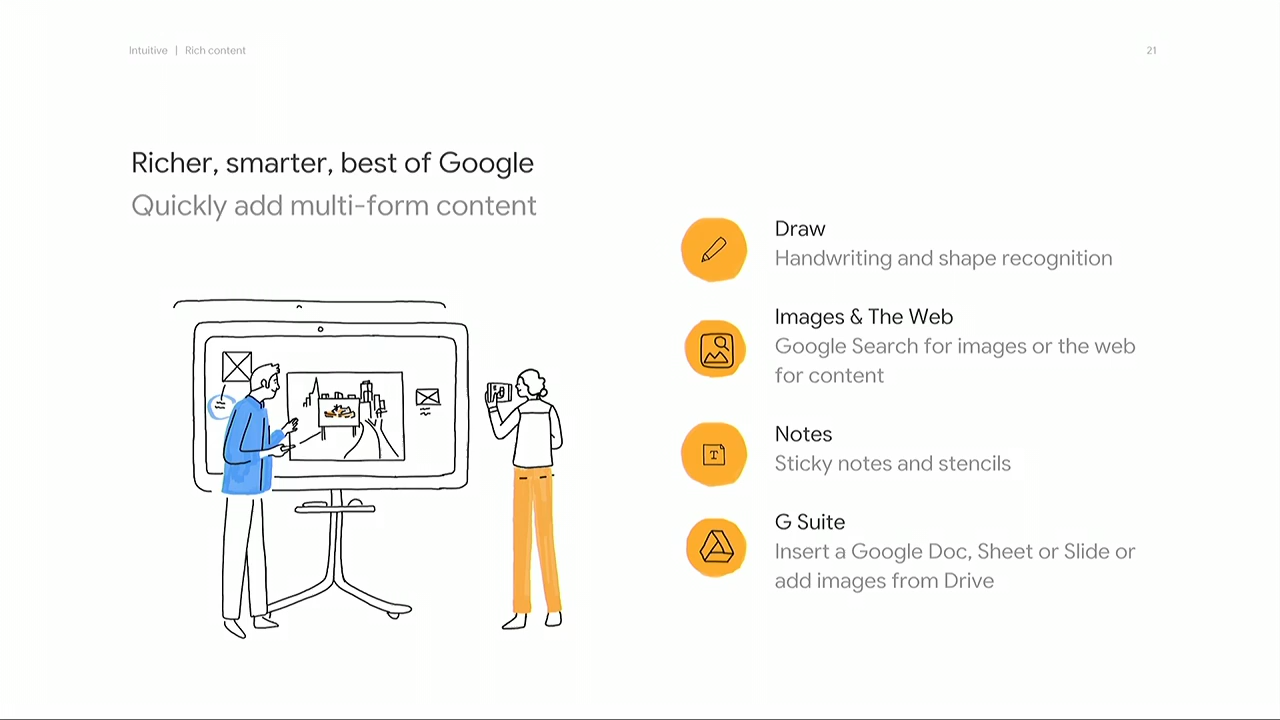 Intuitive | Rich content
21
Richer, smarter, best of Google
Quickly add multi-form content
Draw
Handwriting and shape recognition
Images & The Web
Google Search for images or the web
for content
Notes
Sticky notes and stencils
T
G Suite
Insert a Google Doc, Sheet or Slide or
add images from Drive